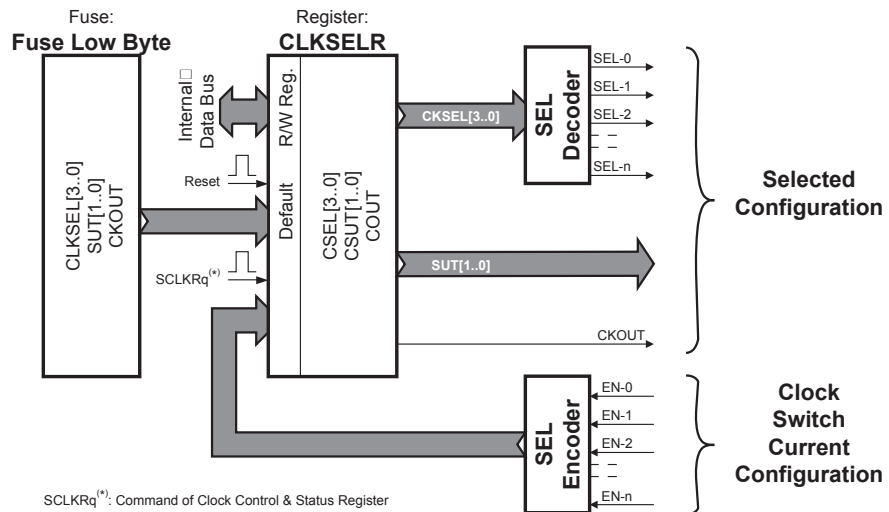 Fuse:
Fuse Low Byte
Register:
CLKSELR
CLKSEL[3..0]
SUT[1..0]
CKOUT
Internal□
Data Bus
R/W Reg.
Reset
Default
SCLKRq(*)
CSEL[3..0]
CSUT[1..0]
COUT
CKSEL[3..0]
SUT[1..0]
CKOUT
SEL
Decoder
SEL-0
SEL-1
SEL-2
SEL-n
Selected
Configuration
SEL
Encoder
EN-0
EN-1
EN-2
EN-n
Clock
Switch
Current
Configuration
SCLKRq(*): Command of Clock Control & Status Register